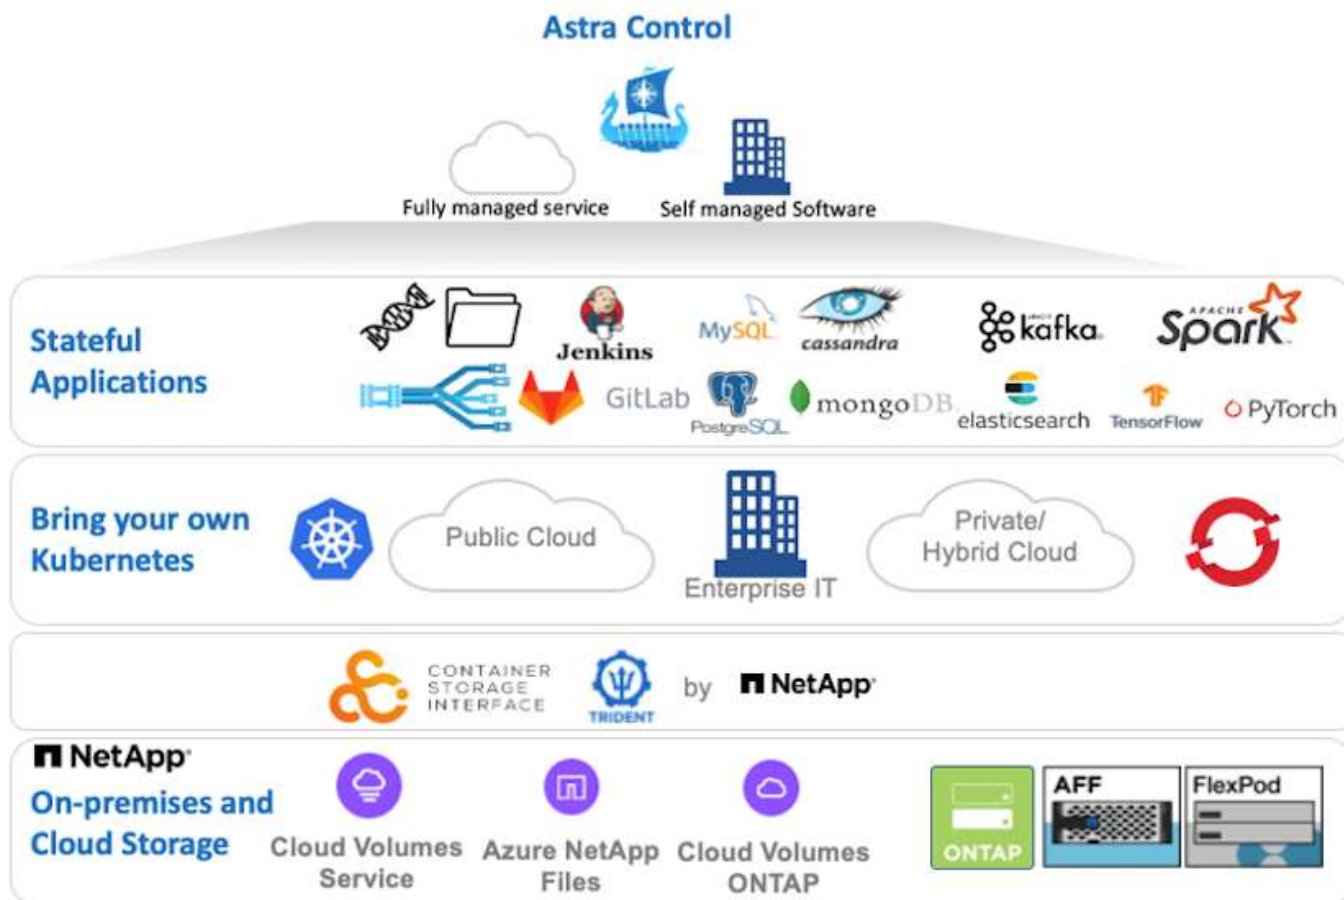 Astra Control
Fully managed service
Self managed Software
Stateful
Applications
Jenkins
MySQL
cassandra
kafka
APACHE
Spark
GitLab
PostgreSQL
mongoDB
elasticsearch
TensorFlow
PyTorch
Bring your own
Kubernetes
Public Cloud
Enterprise IT
Private/
Hybrid Cloud
CONTAINER
STORAGE
INTERFACE
TRIDENT
by
NetApp
NetApp
On-premises and
Cloud Storage
Cloud Volumes
Service
Azure NetApp
Files
Cloud Volumes
ONTAP
ONTAP
AFF
FlexPod